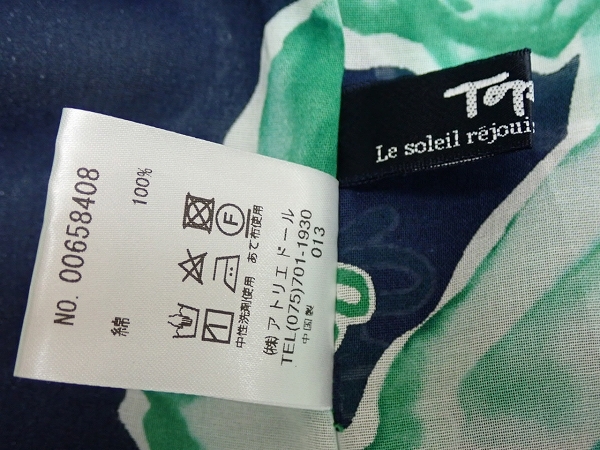 NO. 00658408
綿 100%
F
中性洗剤使用 あて布使用
(株)アトリエ ドール
TEL(075)701-1930
013
中国製
Le soleil réjoui